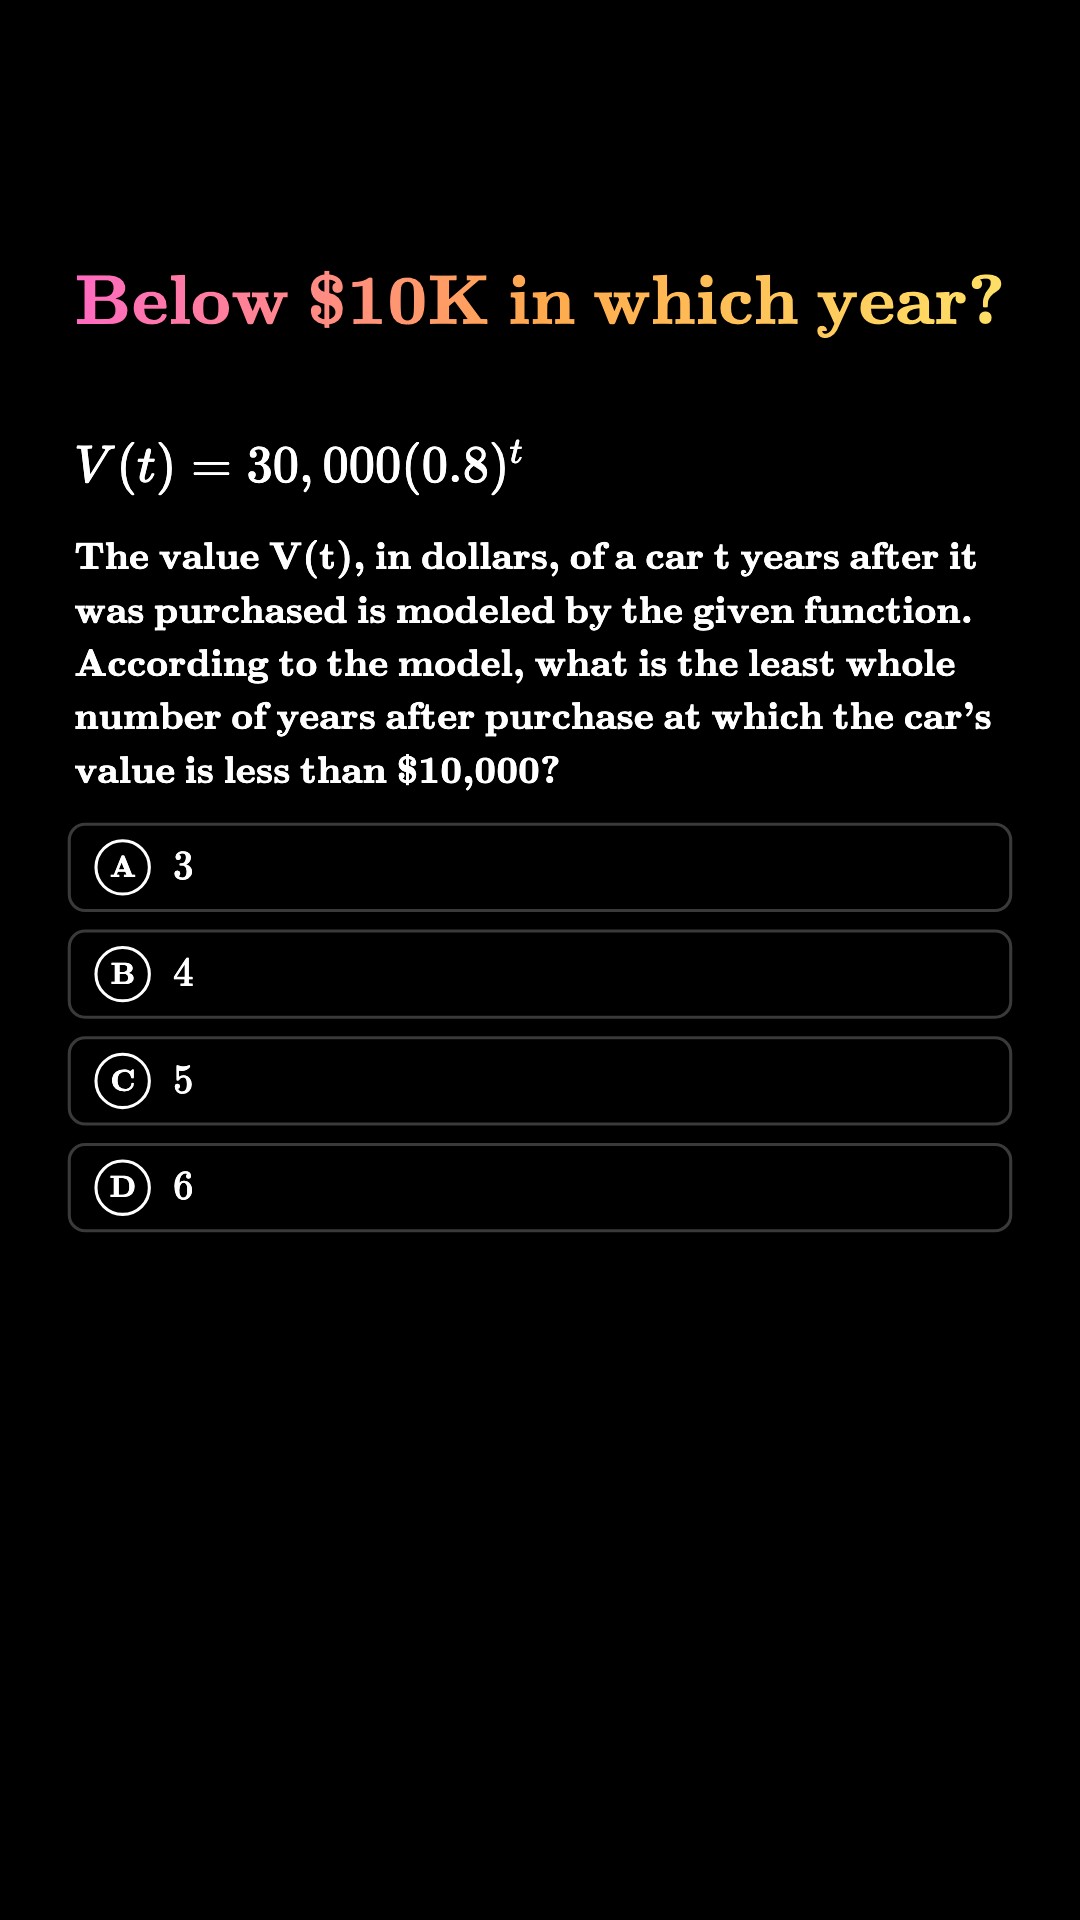 Below $10K in which year?
V(t) = 30,000(0.8)^t
The value V(t), in dollars, of a car t years after it
was purchased is modeled by the given function.
According to the model, what is the least whole
number of years after purchase at which the car’s
value is less than $10,000?
A 3
B 4
C 5
D 6